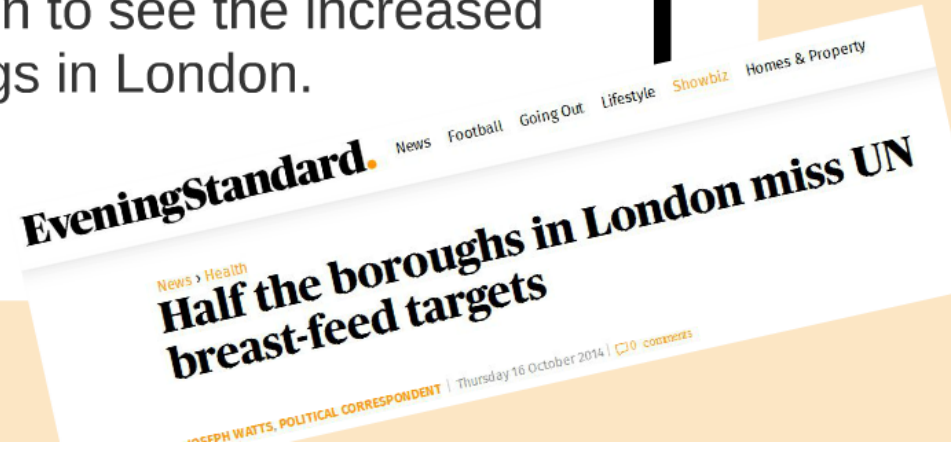 to see the increased
in London.
EveningStandard.
News Football Going Out Lifestyle Showbiz Homes & Property
News › Health
Half the boroughs in London miss UN
breast-feed targets
JOSEPH WATTS, POLITICAL CORRESPONDENT | Thursday 16 October 2014 | 0 comments